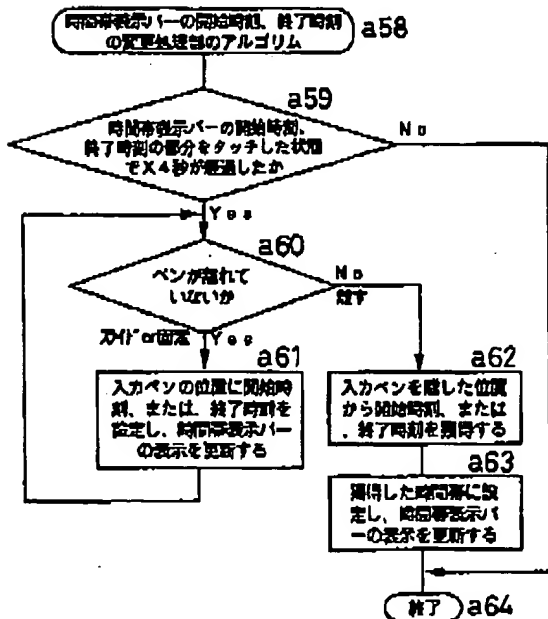 時間帯表示バーの開始時刻、終了時刻
の変更処理部のアルゴリム
a58
a59
時間帯表示バーの開始時刻、
終了時刻の部分をタッチした状態
でX4秒が経過したか
No
Yes
a60
ペンが離れて
いないか
No
離す
スライドor固定
Yes
a61
入力ペンの位置に開始時
刻、または、終了時刻を
設定し、時間帯表示バー
の表示を更新する
a62
入力ペンを離した位置
から開始時刻、または
、終了時刻を獲得する
a63
獲得した時間帯に設
定し、時間帯表示バ
ーの表示を更新する
終了
a64